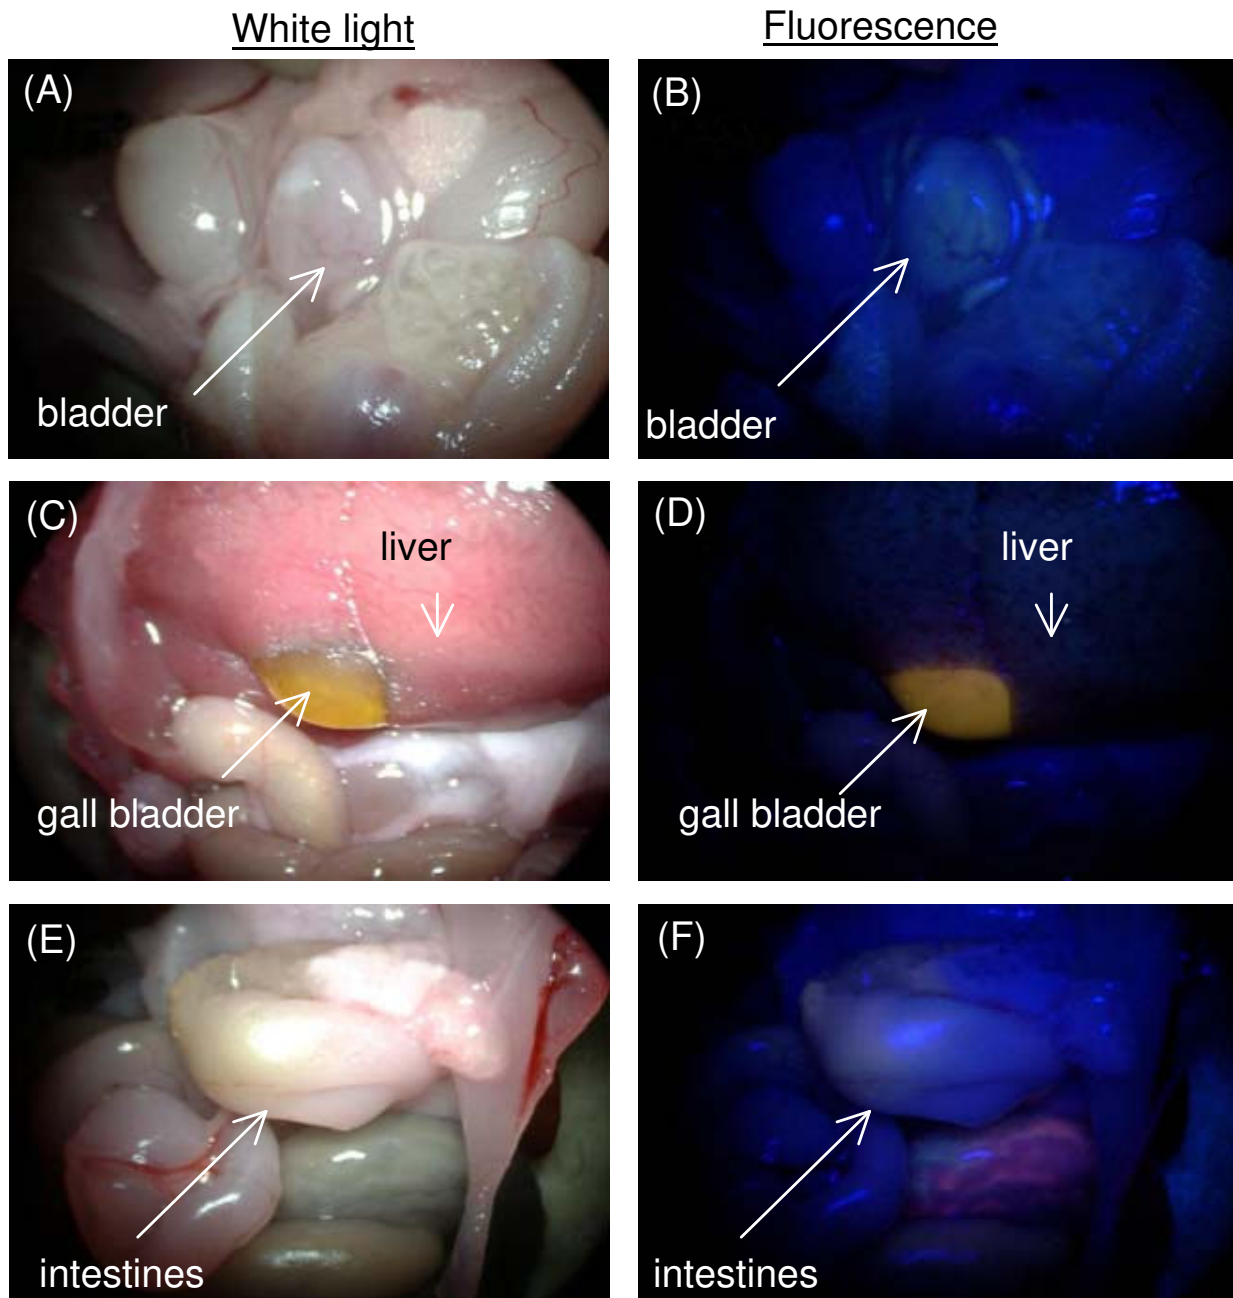 White light
Fluorescence
(A)
bladder
(B)
bladder
(C)
liver
gall bladder
(D)
liver
gall bladder
(E)
intestines
(F)
intestines